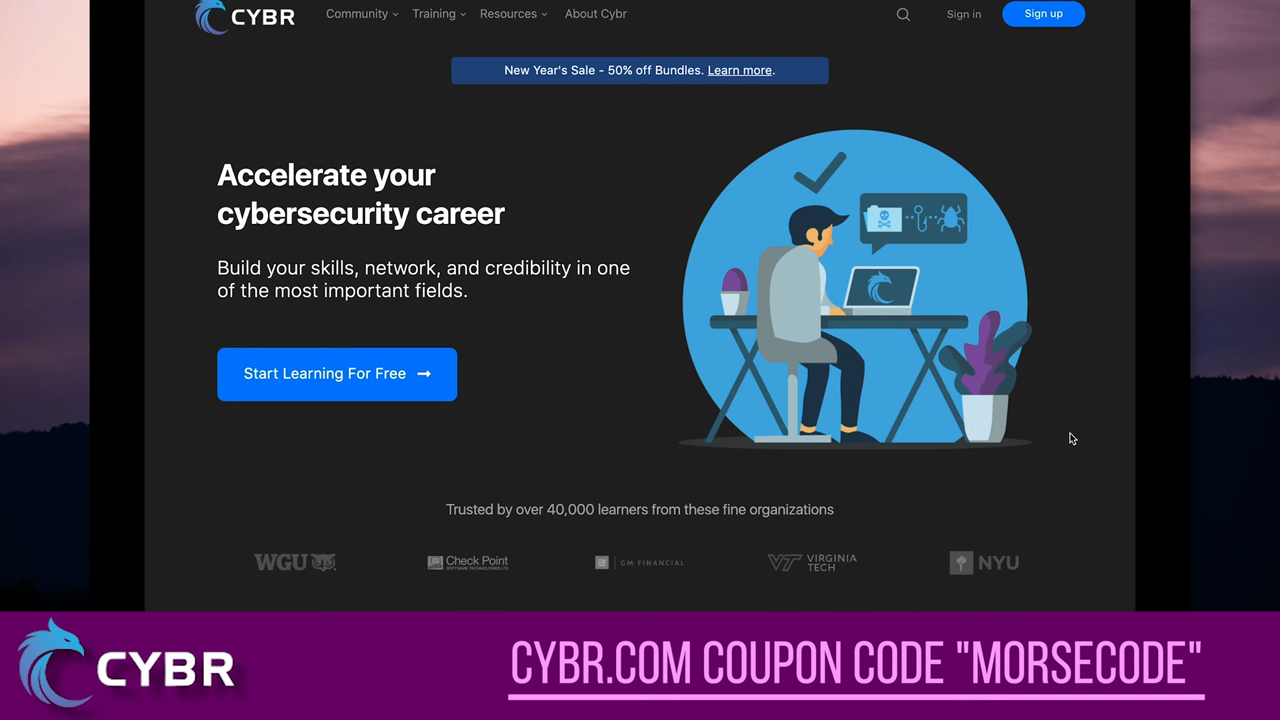 CYBR
Community Training Resources About Cybr Sign in Sign up
New Year's Sale - 50% off Bundles. Learn more.
Accelerate your
cybersecurity career
Build your skills, network, and credibility in one
of the most important fields.
Start Learning For Free →
Trusted by over 40,000 learners from these fine organizations
WGU Check Point GM FINANCIAL VIRGINIA TECH NYU
SOFTWARE TECHNOLOGIES LTD.
CYBR CYBR.COM COUPON CODE "MORSECODE"